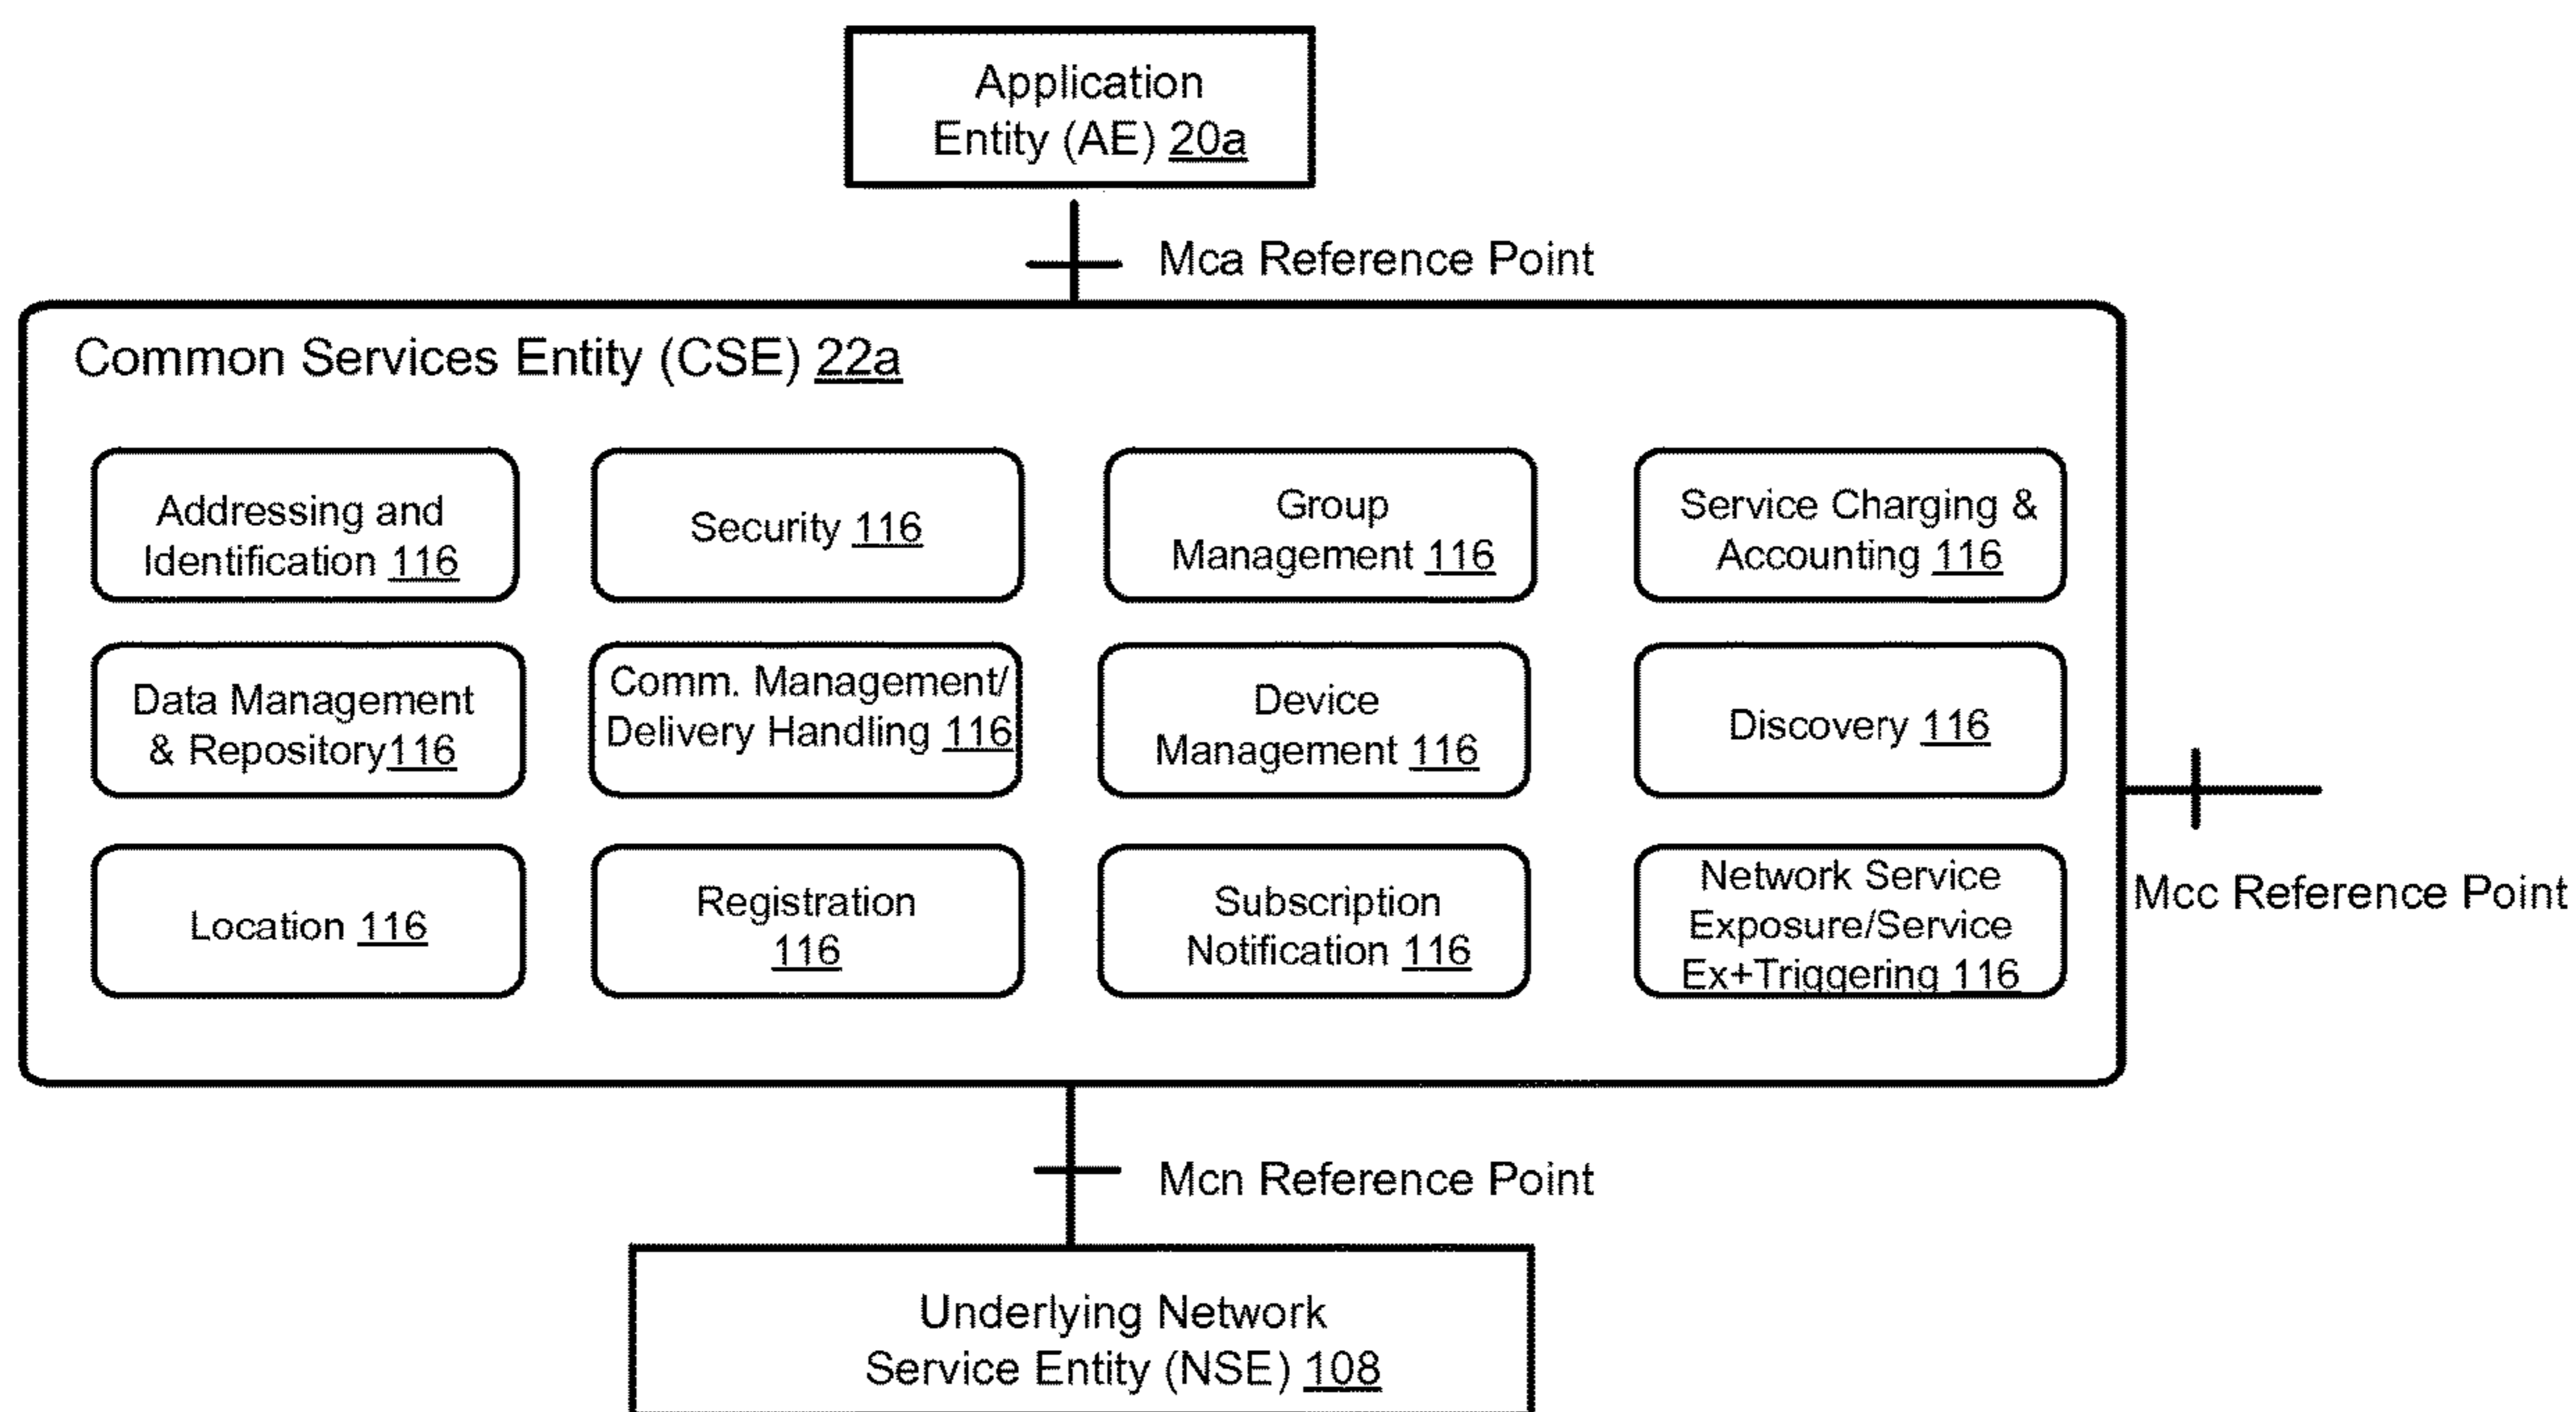 Application
Entity (AE) 20a
Mca Reference Point
Common Services Entity (CSE) 22a
Addressing and
Identification 116
Security 116
Group
Management 116
Service Charging &
Accounting 116
Data Management
& Repository116
Comm. Management/
Delivery Handling 116
Device
Management 116
Discovery 116
Location 116
Registration
116
Subscription
Notification 116
Network Service
Exposure/Service
Ex+Triggering 116
Mcc Reference Point
Mcn Reference Point
Underlying Network
Service Entity (NSE) 108